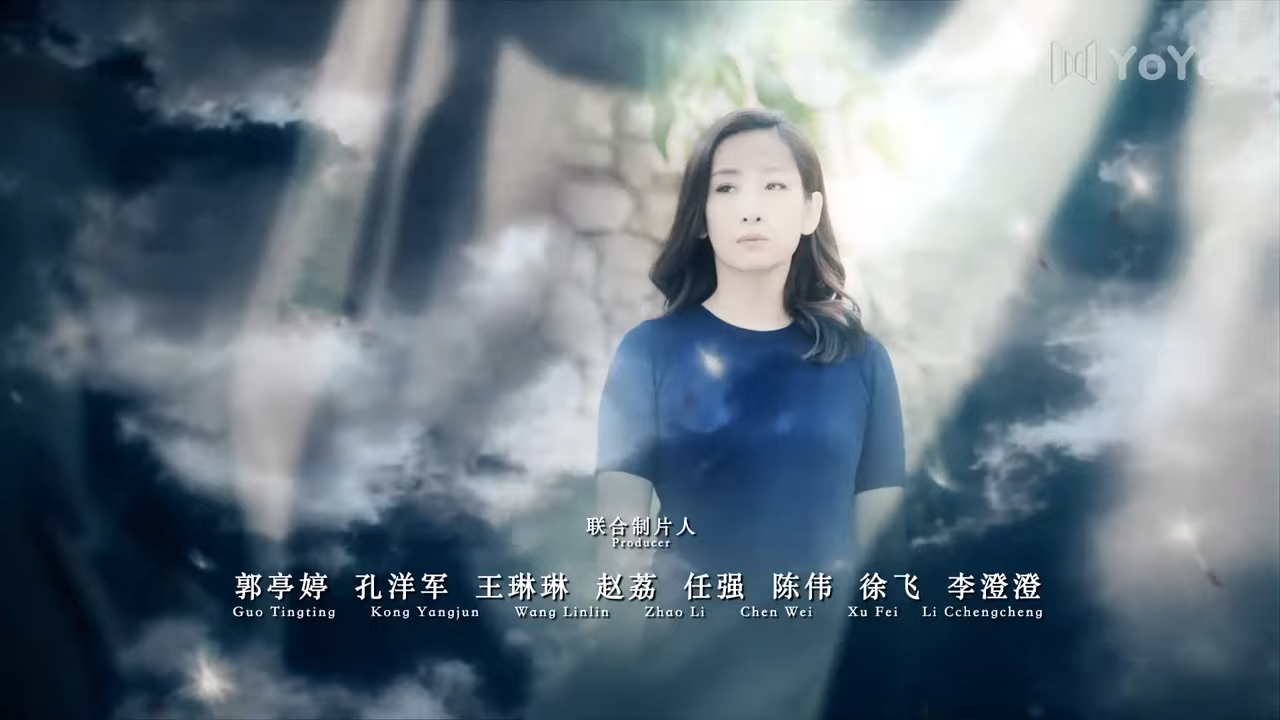 YoYo
联合制片人
Producer
郭亭婷 孔洋军 王琳琳 赵荔 任强 陈伟 徐飞 李澄澄
Guo Tingting Kong Yangjun Wang Linlin Zhao Li Chen Wei Xu Fei Li Cchengcheng